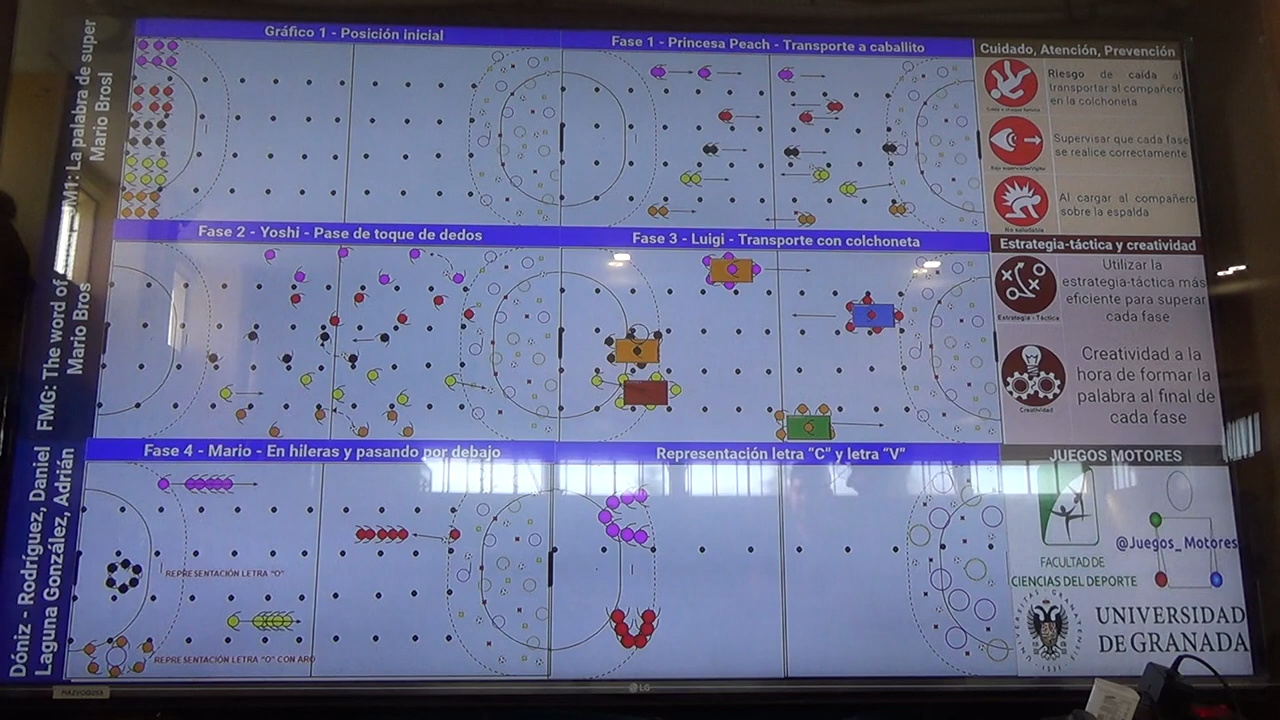 Gráfico 1 - Posición inicial
Fase 1 - Princesa Peach - Transporte a caballito
Cuidado, Atención, Prevención
Riesgo de caída al
transportar al compañero
en la colchoneta
Supervisar que cada fase
se realice correctamente
Al cargar al compañero
sobre la espalda
No saludable
SM1: La palabra de super
Mario Bros!
FMG: The word of
Mario Bros
Döniz - Rodríguez, Daniel
Laguna González, Adrián
Fase 2 - Yoshi - Pase de toque de dedos
Fase 3 - Luigi - Transporte con colchoneta
Estrategia-táctica y creatividad
Utilizar la
estrategia-táctica más
eficiente para superar
cada fase
Estrategia - Táctica
Creatividad a la
hora de formar la
palabra al final de
cada fase
Creatividad
Fase 4 - Mario - En hileras y pasando por debajo
Representación letra “C” y letra “V”
REPRESENTACIÓN LETRA "O"
REPRESENTACIÓN LETRA "O" CON ARO
JUEGOS MOTORES
@Juegos_Motores
FACULTAD DE
CIENCIAS DEL DEPORTE
UNIVERSIDAD
DE GRANADA
LG